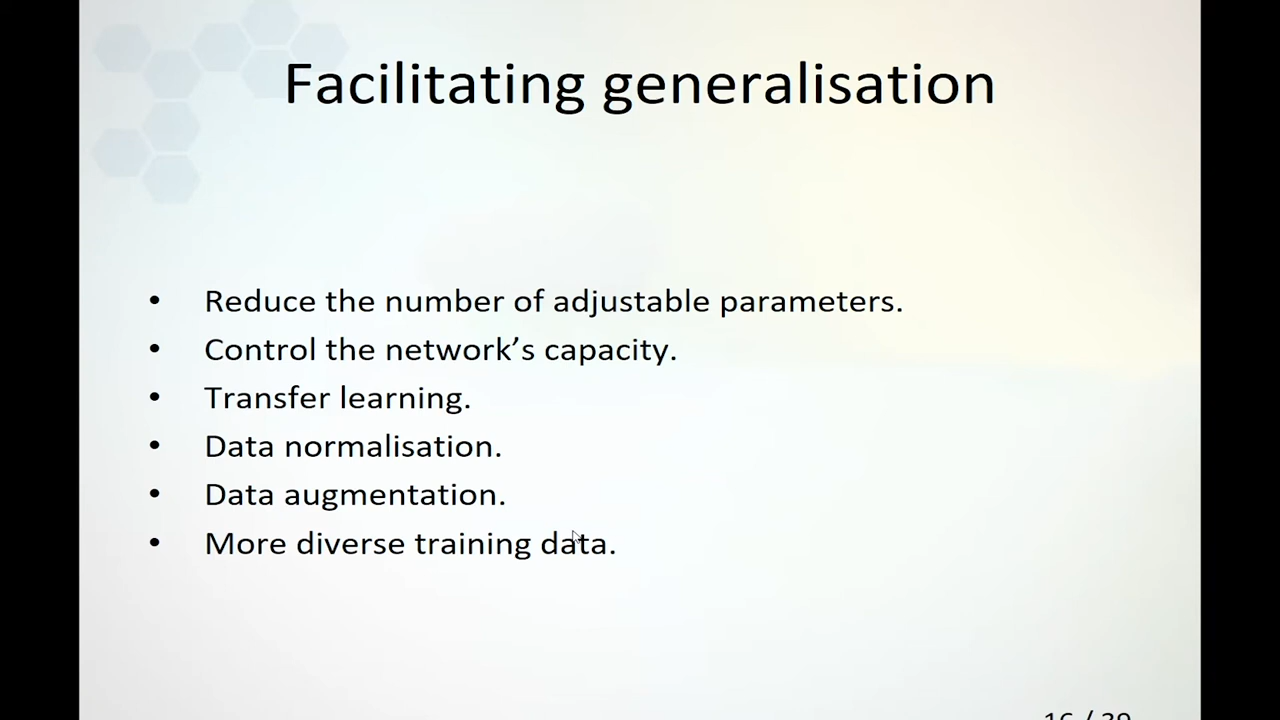 Facilitating generalisation
• Reduce the number of adjustable parameters.
• Control the network’s capacity.
• Transfer learning.
• Data normalisation.
• Data augmentation.
• More diverse training data.
16 / 39